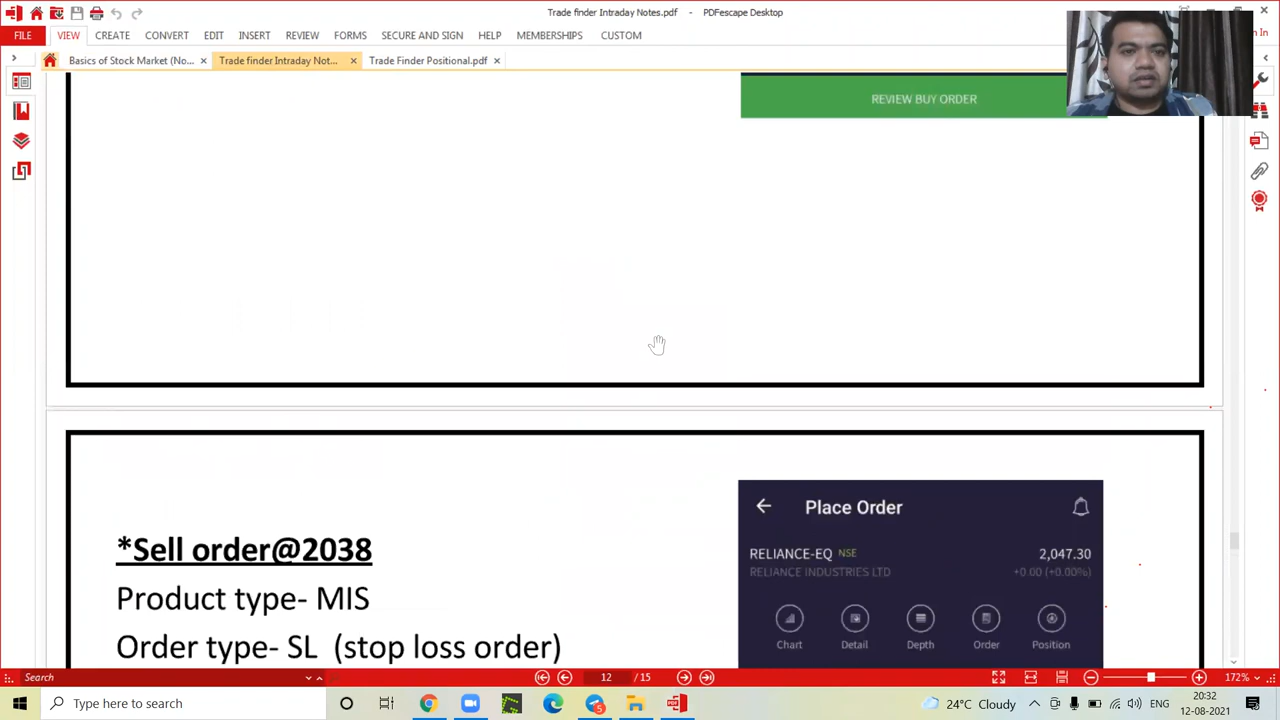 Trade finder Intraday Notes.pdf - PDFescape Desktop
FILE VIEW CREATE CONVERT EDIT INSERT REVIEW FORMS SECURE AND SIGN HELP MEMBERSHIPS CUSTOM
In
Basics of Stock Market (No... × Trade finder Intraday Not... × Trade Finder Positional.pdf ×
REVIEW BUY ORDER
*Sell order@2038
Product type- MIS
Order type- SL (stop loss order)
Place Order
RELIANCE-EQ NSE 2,047.30
RELIANCE INDUSTRIES LTD +0.00 (+0.00%)
Chart Detail Depth Order Position
Search 12 / 15 172%
Type here to search
5
24°C Cloudy
ENG
20:32
12-08-2021